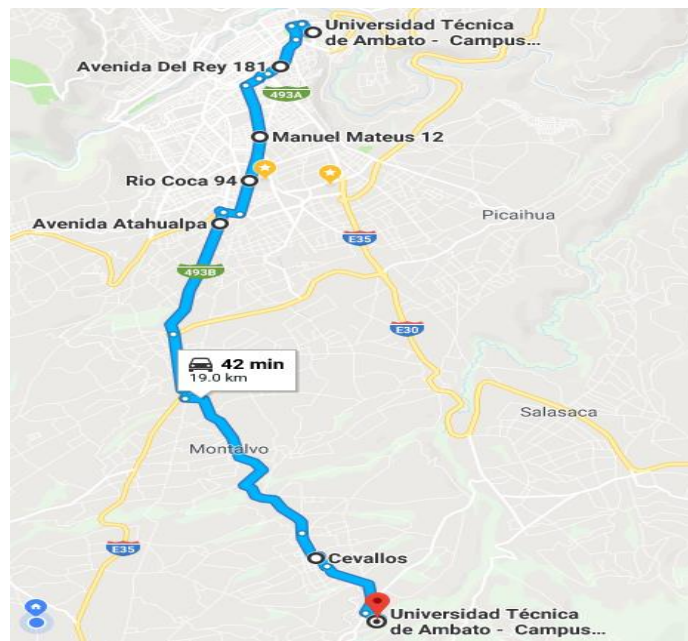 Universidad Técnica
de Ambato - Campus...
Avenida Del Rey 181
493A
Manuel Mateus 12
Rio Coca 94
Picaihua
Avenida Atahualpa
E35
493B
E30
42 min
19.0 km
Salasaca
Montalvo
E35
Cevallos
Universidad Técnica
de Ambato - Campus...